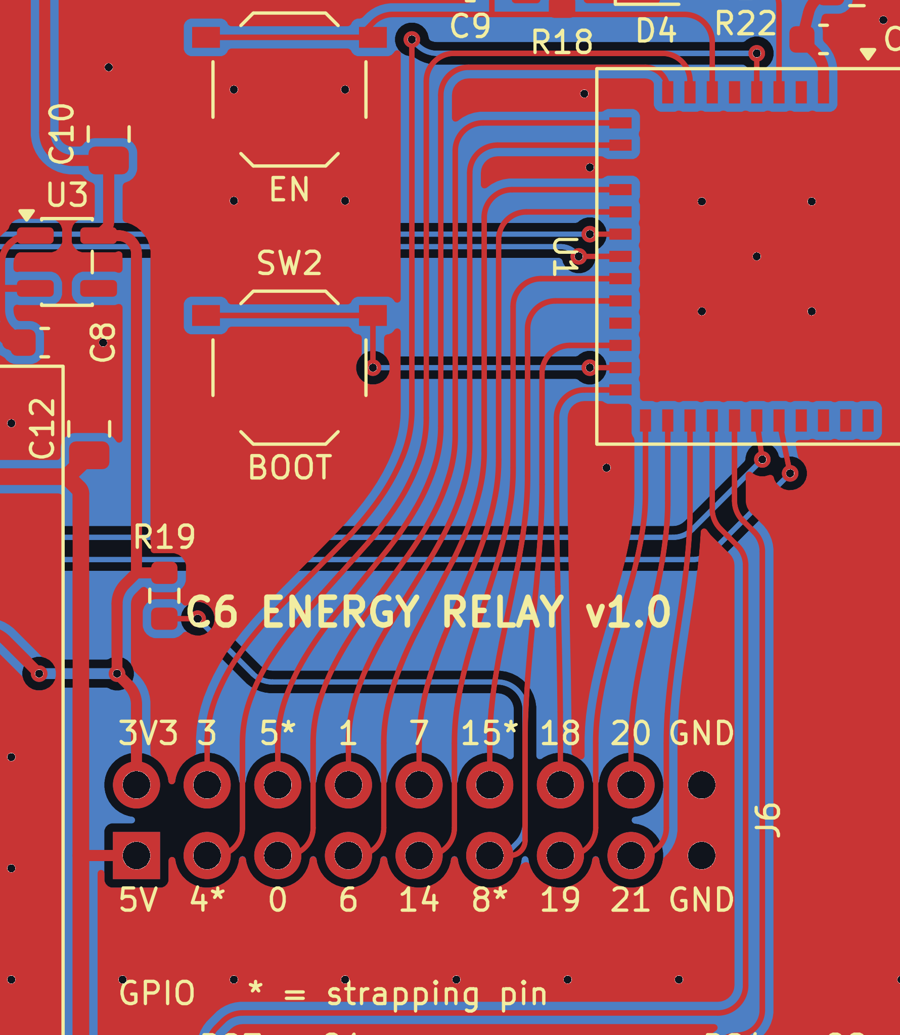 C9
R18
D4
R22
C10
EN
U3
SW2
U1
C8
C12
BOOT
R19
C6 ENERGY RELAY v1.0
3V3 3 5* 1 7 15* 18 20 GND
J6
5V 4* 0 6 14 8* 19 21 GND
GPIO * = strapping pin